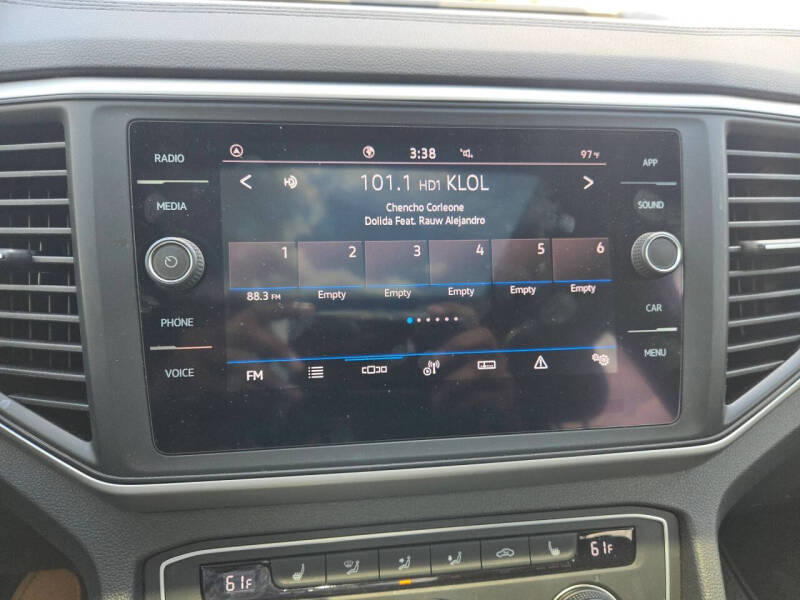 RADIO
MEDIA
PHONE
VOICE
3:38
97°F
101.1 HD1 KLOL
Chencho Corleone
Dolida Feat. Rauw Alejandro
1 2 3 4 5 6
88.3 FM Empty Empty Empty Empty Empty
FM
APP
SOUND
CAR
MENU
61F
61F